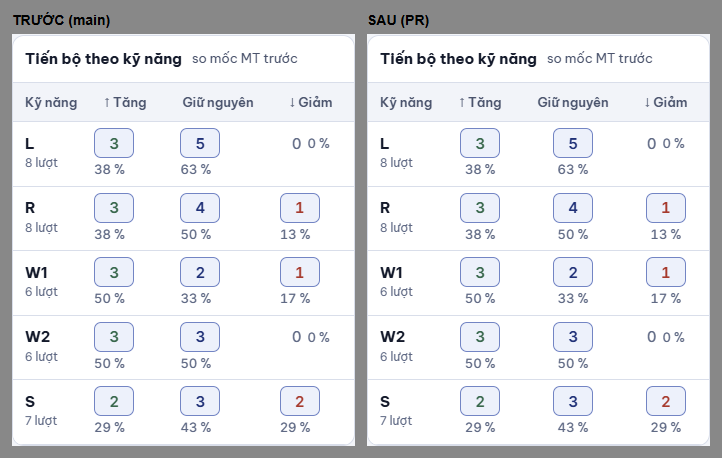 TRƯỚC (main)
Tiến bộ theo kỹ năng so mốc MT trước
Kỹ năng ↑ Tăng Giữ nguyên ↓ Giảm
L 3 5 0 0 %
8 lượt 38 % 63 %
R 3 4 1
8 lượt 38 % 50 % 13 %
W1 3 2 1
6 lượt 50 % 33 % 17 %
W2 3 3 0 0 %
6 lượt 50 % 50 %
S 2 3 2
7 lượt 29 % 43 % 29 %
SAU (PR)
Tiến bộ theo kỹ năng so mốc MT trước
Kỹ năng ↑ Tăng Giữ nguyên ↓ Giảm
L 3 5 0 0 %
8 lượt 38 % 63 %
R 3 4 1
8 lượt 38 % 50 % 13 %
W1 3 2 1
6 lượt 50 % 33 % 17 %
W2 3 3 0 0 %
6 lượt 50 % 50 %
S 2 3 2
7 lượt 29 % 43 % 29 %